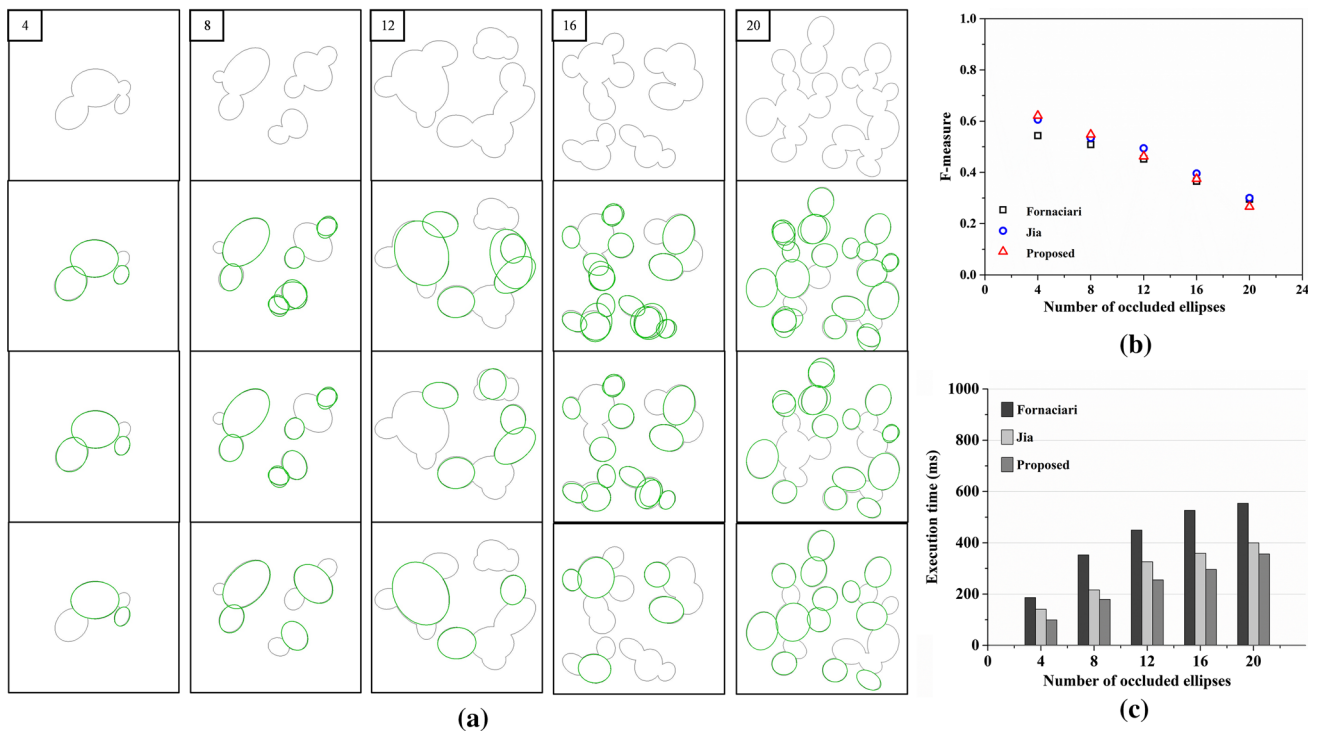 4
8
12
16
20
(a)
1.0
0.8
0.6
0.4
0.2
0.0
F-measure
Fornaciari
Jia
Proposed
0
4
8
12
16
20
24
Number of occluded ellipses
(b)
1000
800
600
400
200
0
Execution time (ms)
Fornaciari
Jia
Proposed
0
4
8
12
16
20
Number of occluded ellipses
(c)